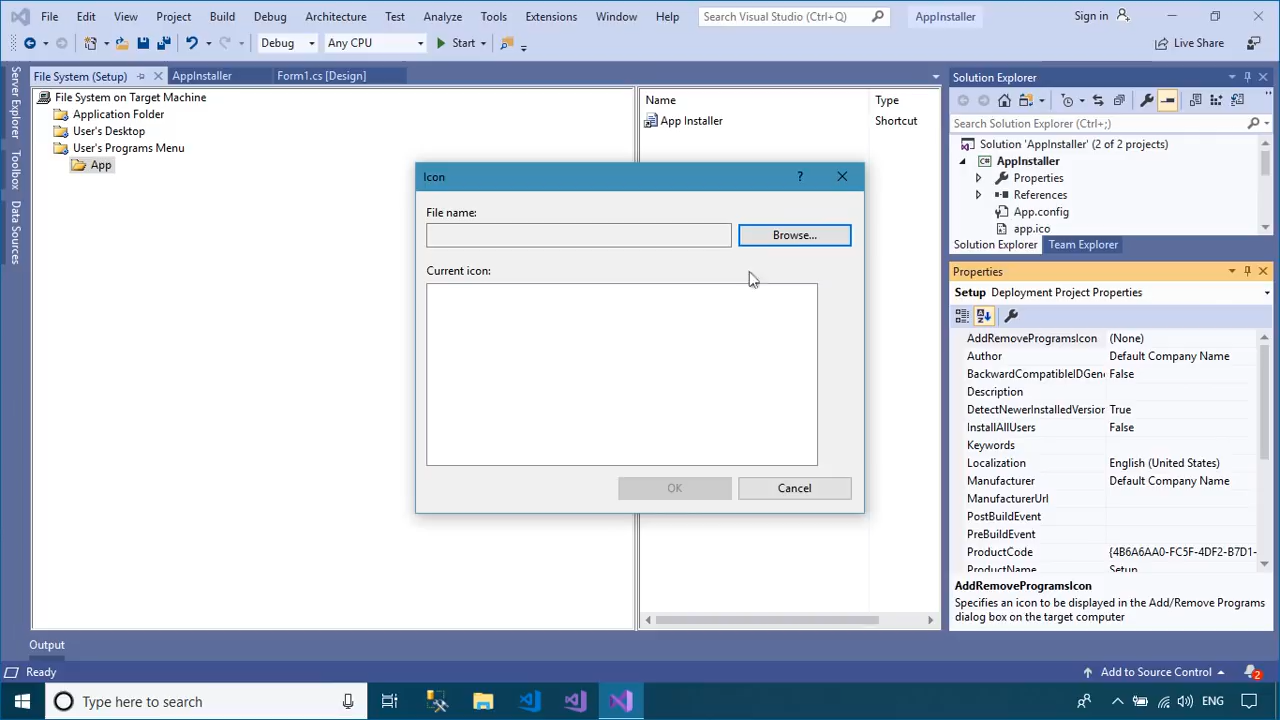 File Edit View Project Build Debug Architecture Test Analyze Tools Extensions Window Help Search Visual Studio (Ctrl+Q) AppInstaller Sign in
Debug Any CPU Start Live Share
Server Explorer
Toolbox
Data Sources
File System (Setup) AppInstaller Form1.cs [Design]
File System on Target Machine
Application Folder
User's Desktop
User's Programs Menu
App
Name Type
App Installer Shortcut
Icon ?
File name:
Browse...
Current icon:
OK Cancel
Solution Explorer
Search Solution Explorer (Ctrl+;)
Solution 'AppInstaller' (2 of 2 projects)
AppInstaller
Properties
References
App.config
app.ico
Solution Explorer Team Explorer
Properties
Setup Deployment Project Properties
AddRemoveProgramsIcon (None)
Author Default Company Name
BackwardCompatibleIDGene False
Description
DetectNewerInstalledVersion True
InstallAllUsers False
Keywords
Localization English (United States)
Manufacturer Default Company Name
ManufacturerUrl
PostBuildEvent
PreBuildEvent
ProductCode {4B6A6AA0-FC5F-4DF2-B7D1-
ProductName Setup
AddRemoveProgramsIcon
Specifies an icon to be displayed in the Add/Remove Programs
dialog box on the target computer
Output
Ready Add to Source Control 2
Type here to search ENG